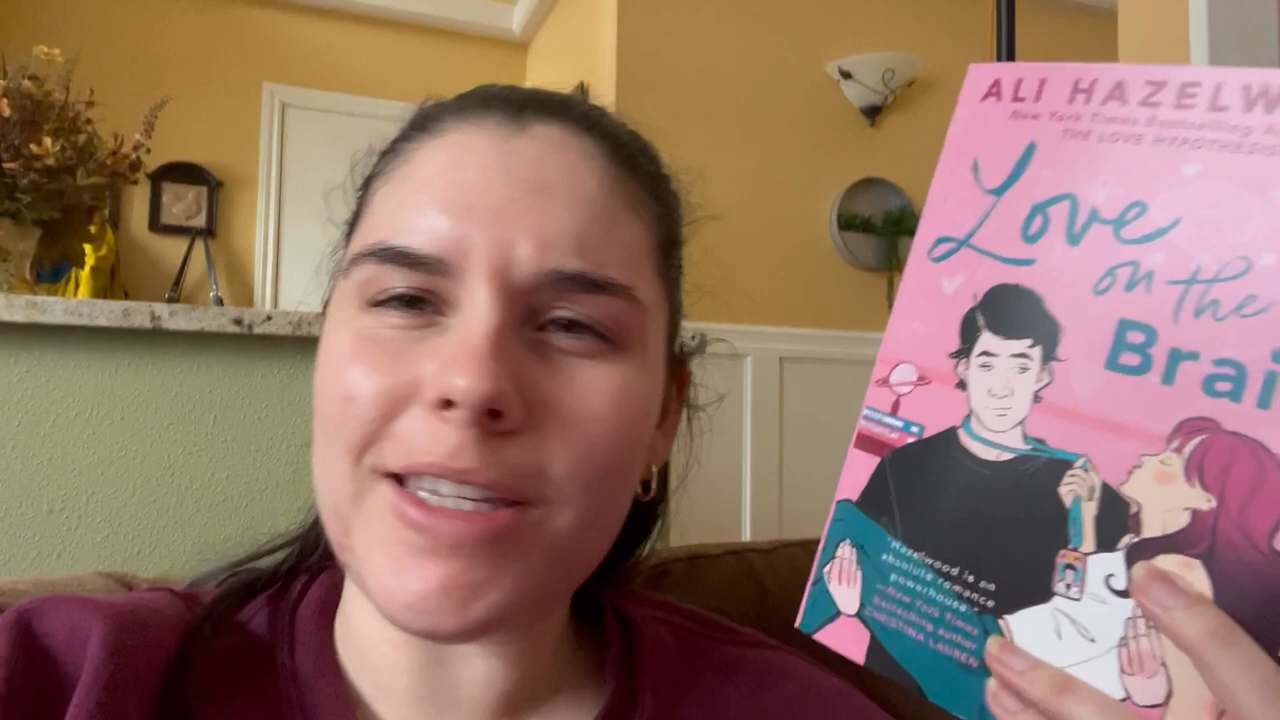 ALI HAZELW
New York Times Bestselling A
THE LOVE HYPOTHESIS
Love
on the
Brai
"Hazelwood is an
absolute romance
powerhouse."
—New York Times
bestselling author
CHRISTINA LAUREN